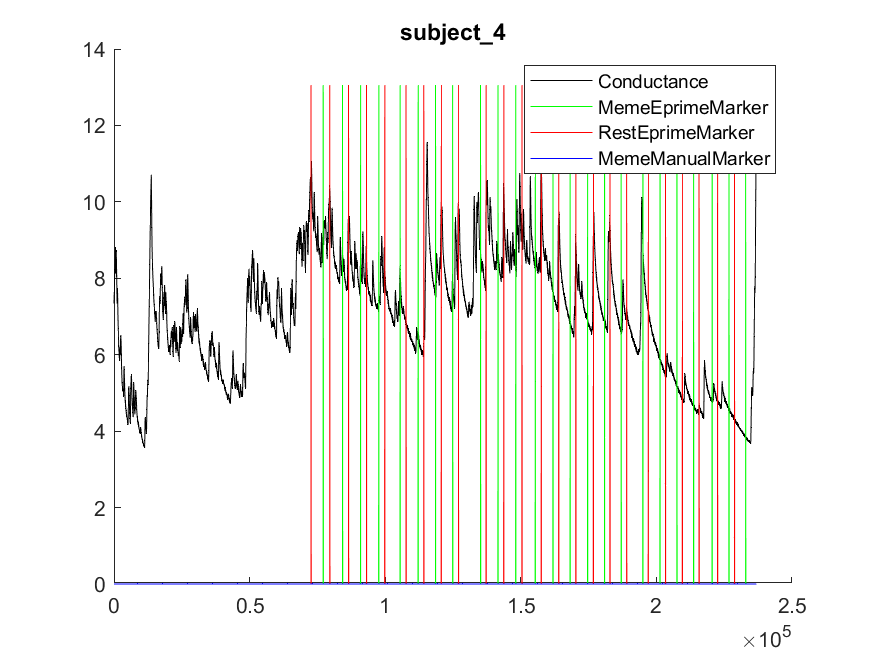 subject_4
14
12
10
8
6
4
2
0
Conductance
MemeEprimeMarker
RestEprimeMarker
MemeManualMarker
0 0.5 1 1.5 2 2.5
×10⁵